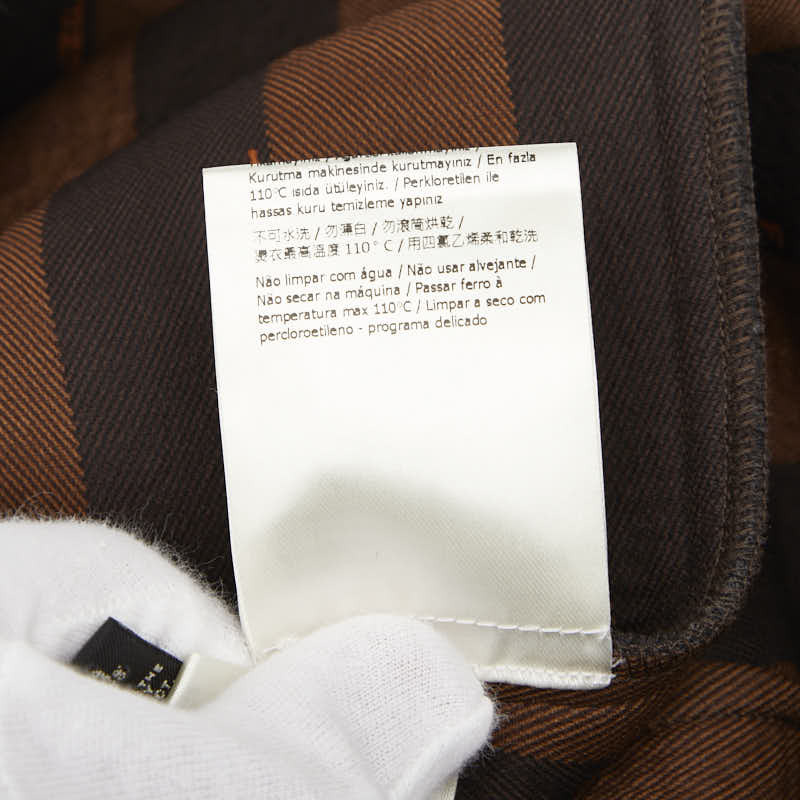 Kurutma makinesinde kurutmayınız / En fazla
110°C ısıda ütüleyiniz. / Perkloretilen ile
hassas kuru temizleme yapınız
不可水洗 / 勿漂白 / 勿滾筒烘乾 /
燙衣最高溫度 110°C / 用四氯乙烯柔和乾洗
Não limpar com água / Não usar alvejante /
Não secar na máquina / Passar ferro à
temperatura max 110°C / Limpar a seco com
percloroetileno - programa delicado
THE